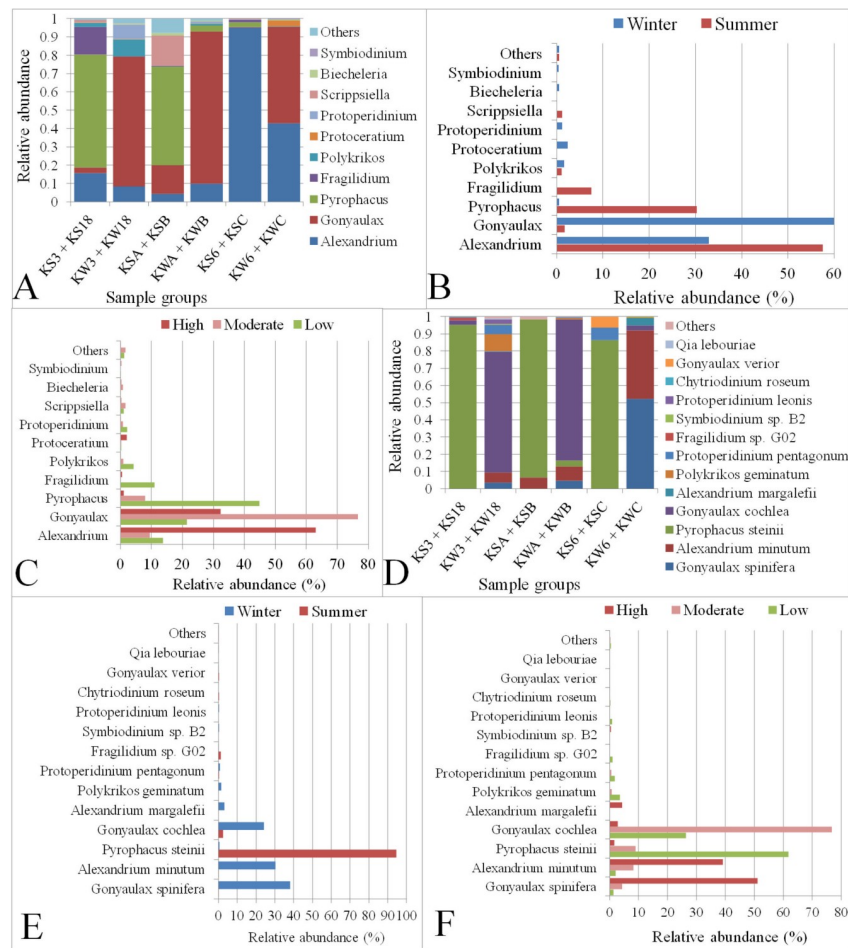 A
Relative abundance
1
0.9
0.8
0.7
0.6
0.5
0.4
0.3
0.2
0.1
0
KS3 + KS18
KW3 + KW18
KSA + KSB
KWA + KWB
KS6 + KSC
KW6 + KWC
Sample groups
Others
Symbiodinium
Biecheleria
Scrippsiella
Protoperidinium
Protoceratium
Polykrikos
Fragilidium
Pyrophacus
Gonyaulax
Alexandrium
B
Winter Summer
Others
Symbiodinium
Biecheleria
Scrippsiella
Protoperidinium
Protoceratium
Polykrikos
Fragilidium
Pyrophacus
Gonyaulax
Alexandrium
0 10 20 30 40 50 60
Relative abundance (%)
C
High Moderate Low
Others
Symbiodinium
Biecheleria
Scrippsiella
Protoperidinium
Protoceratium
Polykrikos
Fragilidium
Pyrophacus
Gonyaulax
Alexandrium
0 10 20 30 40 50 60 70 80
Relative abundance (%)
D
Relative abundance
1
0.9
0.8
0.7
0.6
0.5
0.4
0.3
0.2
0.1
0
KS3 + KS18
KW3 + KW18
KSA + KSB
KWA + KWB
KS6 + KSC
KW6 + KWC
Sample groups
Others
Qia lebouriae
Gonyaulax verior
Chytriodinium roseum
Protoperidinium leonis
Symbiodinium sp. B2
Fragilidium sp. G02
Protoperidinium pentagonum
Polykrikos geminatum
Alexandrium margalefii
Gonyaulax cochlea
Pyrophacus steinii
Alexandrium minutum
Gonyaulax spinifera
E
Winter Summer
Others
Qia lebouriae
Gonyaulax verior
Chytriodinium roseum
Protoperidinium leonis
Symbiodinium sp. B2
Fragilidium sp. G02
Protoperidinium pentagonum
Polykrikos geminatum
Alexandrium margalefii
Gonyaulax cochlea
Pyrophacus steinii
Alexandrium minutum
Gonyaulax spinifera
0 10 20 30 40 50 60 70 80 90 100
Relative abundance (%)
F
High Moderate Low
Others
Qia lebouriae
Gonyaulax verior
Chytriodinium roseum
Protoperidinium leonis
Symbiodinium sp. B2
Fragilidium sp. G02
Protoperidinium pentagonum
Polykrikos geminatum
Alexandrium margalefii
Gonyaulax cochlea
Pyrophacus steinii
Alexandrium minutum
Gonyaulax spinifera
0 10 20 30 40 50 60 70 80
Relative abundance (%)